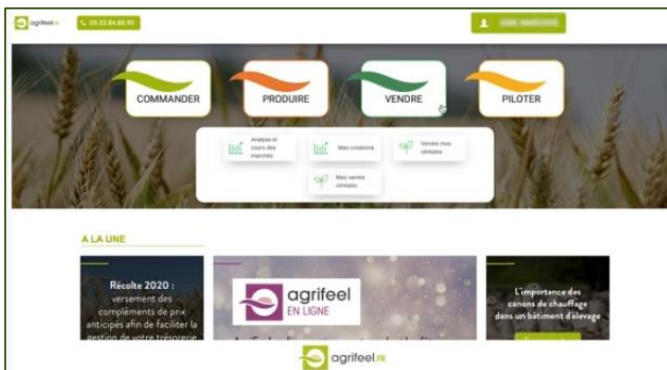 agrifeel.fr
05.53.84.88.90
COMMANDER
PRODUIRE
VENDRE
PILOTER
Analyse et
cours des
marchés
Mes cotations
Vendre mes
céréales
Mes ventes
céréales
A LA UNE
Récolte 2020 :
versement des
compléments de prix
anticipés afin de faciliter la
gestion de votre trésorerie
agrifeel
EN LIGNE
L'importance des
canons de chauffage
dans un bâtiment d'élevage
agrifeel.FR